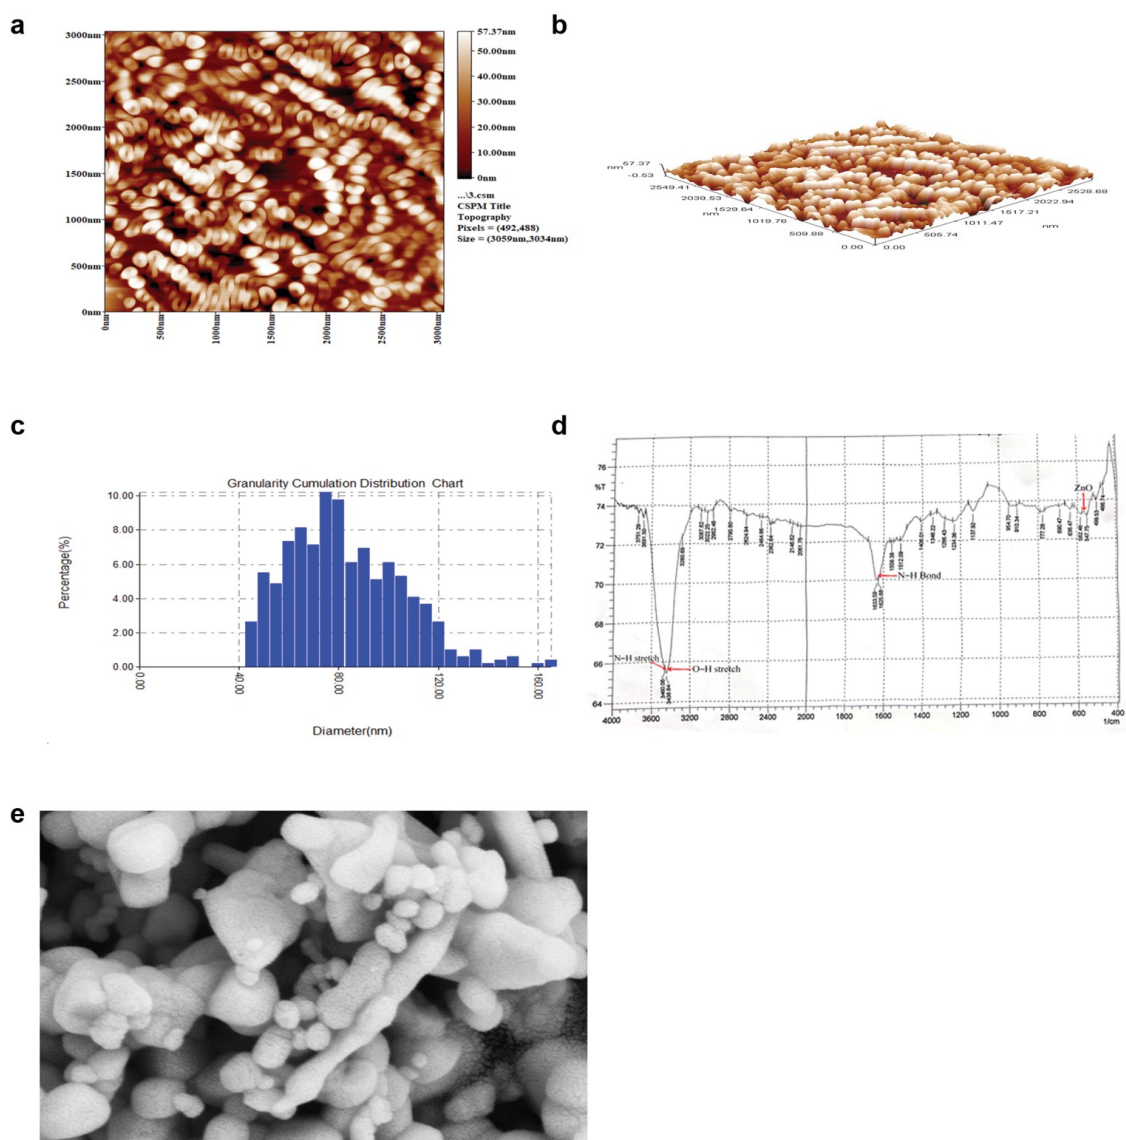 a
3000nm
2500nm
2000nm
1500nm
1000nm
500nm
0nm
0nm
500nm
1000nm
1500nm
2000nm
2500nm
3000nm
57.37nm
50.00nm
40.00nm
30.00nm
20.00nm
10.00nm
0nm
...\3.csm
CSPM Title
Topography
Pixels = (492,488)
Size = (3059nm,3034nm)
b
57.37
nm
-0.53
2549.41
2039.53
1529.64
nm
1019.76
509.88
0.00
0.00
505.74
1011.47
nm
1517.21
2022.94
2528.68
c
Granularity Cumulation Distribution Chart
Percentage(%)
10.00
8.00
6.00
4.00
2.00
0.00
0.00
40.00
80.00
120.00
160.00
Diameter(nm)
d
76
%T
74
72
70
68
66
64
4000
3600
3200
2800
2400
2000
1800
1600
1400
1200
1000
800
600
400
1/cm
ZnO
N-H Bond
N-H stretch
O-H stretch
e